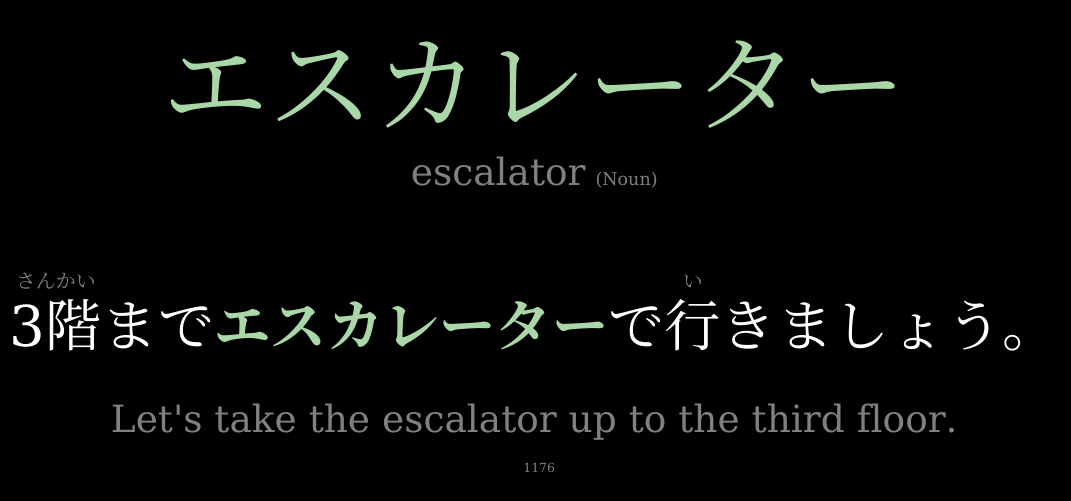 エスカレーター
escalator (Noun)
さんかい い
3階までエスカレーターで行きましょう。
Let's take the escalator up to the third floor.
1176